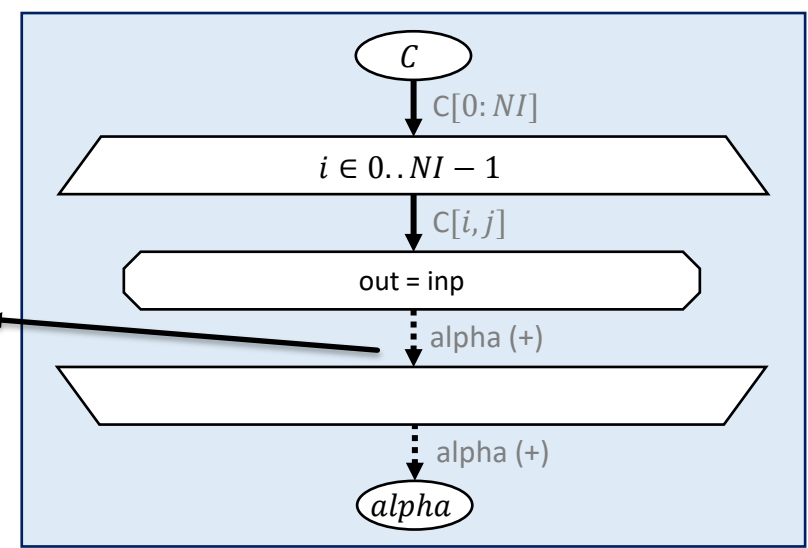 C
C[0: NI]
i ∈ 0..NI − 1
C[i, j]
out = inp
alpha (+)
alpha (+)
alpha